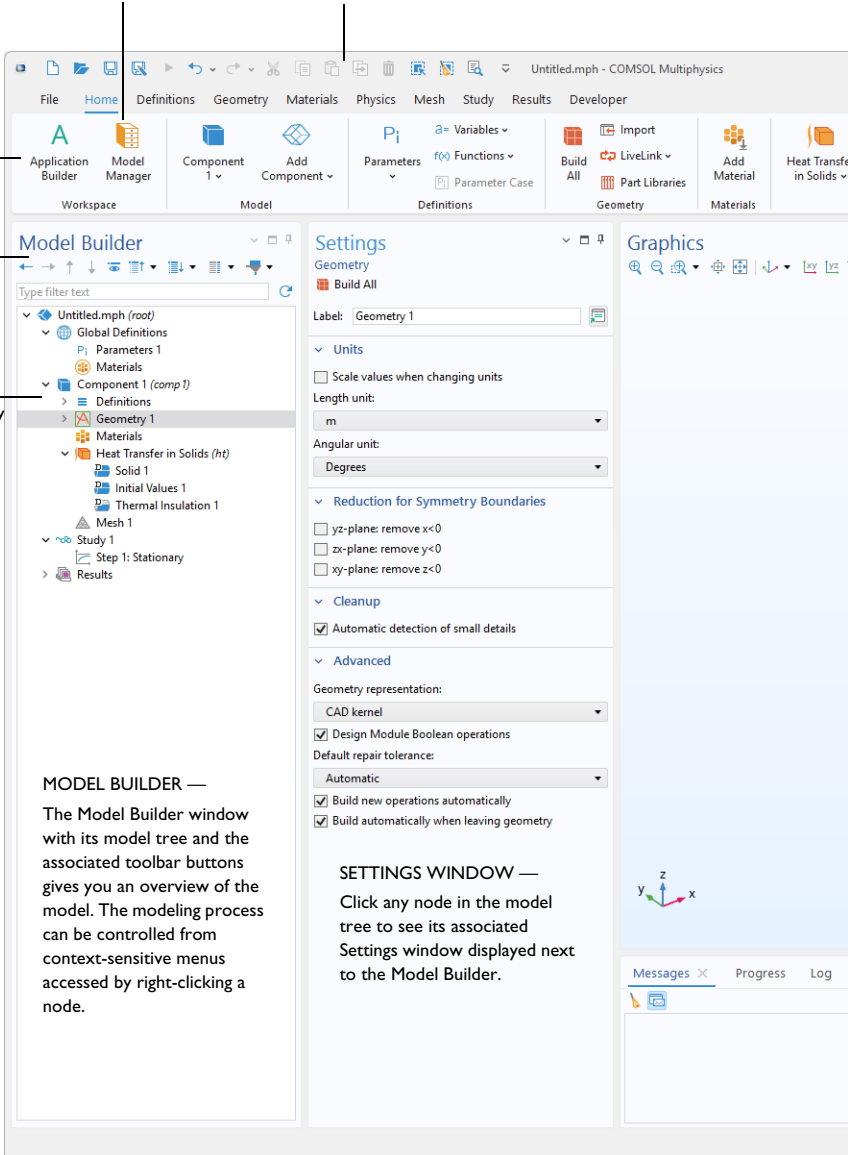 Untitled.mph - COMSOL Multiphysics
File Home Definitions Geometry Materials Physics Mesh Study Results Developer
A
Application
Builder
Model
Manager
Workspace
Component
1
Add
Component
Model
Pi
Parameters
a= Variables
f(x) Functions
Pi Parameter Case
Definitions
Build
All
Import
LiveLink
Part Libraries
Geometry
Add
Material
Materials
Heat Transfe
in Solids
Model Builder
Type filter text
Untitled.mph (root)
Global Definitions
Pi Parameters 1
Materials
Component 1 (comp1)
Definitions
Geometry 1
Materials
Heat Transfer in Solids (ht)
Solid 1
Initial Values 1
Thermal Insulation 1
Mesh 1
Study 1
Step 1: Stationary
Results
MODEL BUILDER —
The Model Builder window
with its model tree and the
associated toolbar buttons
gives you an overview of the
model. The modeling process
can be controlled from
context-sensitive menus
accessed by right-clicking a
node.
Settings
Geometry
Build All
Label: Geometry 1
Units
Scale values when changing units
Length unit:
m
Angular unit:
Degrees
Reduction for Symmetry Boundaries
yz-plane: remove x<0
zx-plane: remove y<0
xy-plane: remove z<0
Cleanup
Automatic detection of small details
Advanced
Geometry representation:
CAD kernel
Design Module Boolean operations
Default repair tolerance:
Automatic
Build new operations automatically
Build automatically when leaving geometry
SETTINGS WINDOW —
Click any node in the model
tree to see its associated
Settings window displayed next
to the Model Builder.
Graphics
xy yz
z
y x
Messages Progress Log